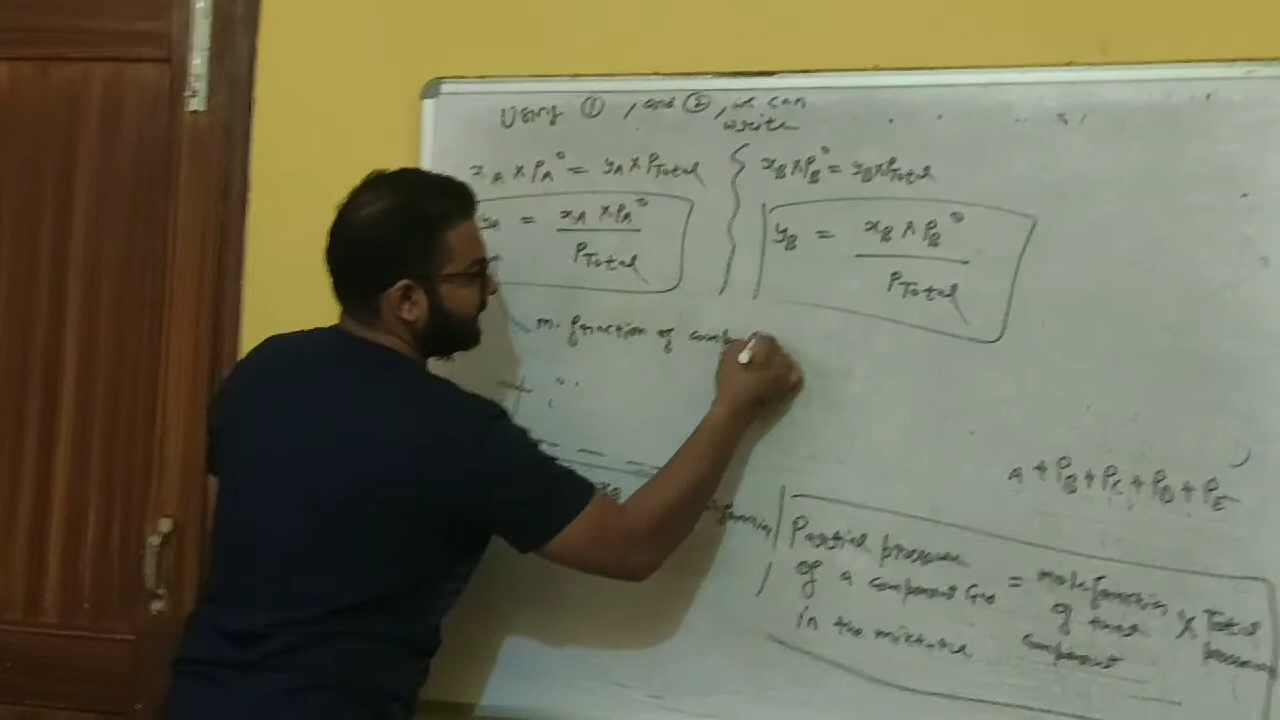 Using ①, and ②, we can
write
x_A × P_A° = y_A × P_Total
x_B × P_B° = y_B × P_Total
y_A = x_A × P_A° / P_Total
y_B = x_B × P_B° / P_Total
m. fraction of comp
A + P_B + P_C + P_D + P_E
Partial pressure
of a component Gas = mole fraction × Total
in the mixture of that component pressure